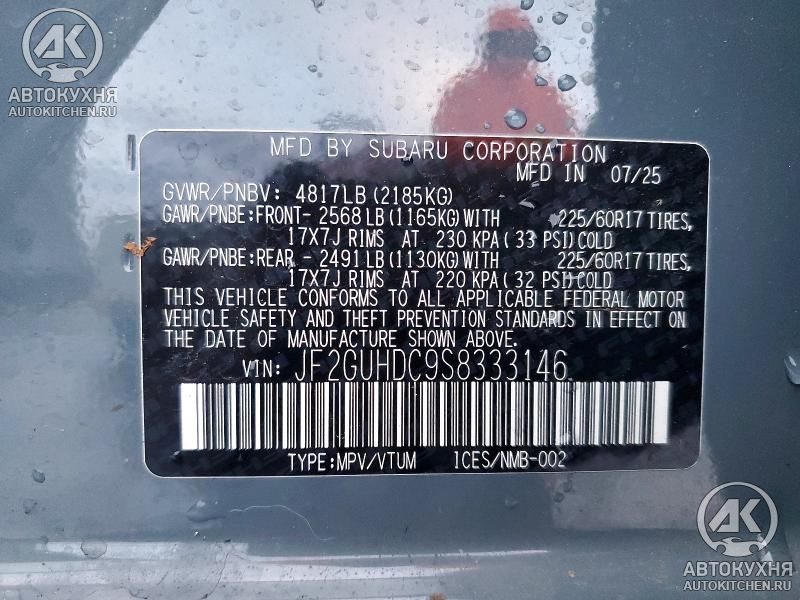 АК
АВТОКУХНЯ
AUTOKITCHEN.RU
MFD BY SUBARU CORPORATION
MFD IN 07/25
GVWR/PNBV: 4817LB (2185KG)
GAWR/PNBE:FRONT- 2568 LB (1165KG) WITH 225/60R17 TIRES,
17X7J RIMS AT 230 KPA (33 PSI) COLD
GAWR/PNBE:REAR - 2491 LB (1130KG) WITH 225/60R17 TIRES,
17X7J RIMS AT 220 KPA (32 PSI) COLD
THIS VEHICLE CONFORMS TO ALL APPLICABLE FEDERAL MOTOR
VEHICLE SAFETY AND THEFT PREVENTION STANDARDS IN EFFECT ON
THE DATE OF MANUFACTURE SHOWN ABOVE.
VIN: JF2GUHDC9S8333146
TYPE:MPV/VTUM ICES/NMB-002
АК
АВТОКУХНЯ
AUTOKITCHEN.RU